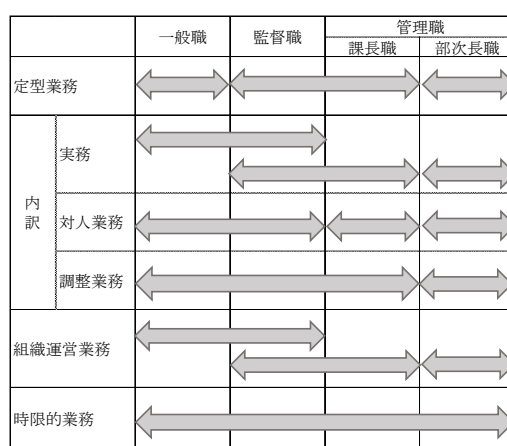 一般職 監督職 管理職
課長職 部次長職
定型業務
内訳
実務
対人業務
調整業務
組織運営業務
時限的業務